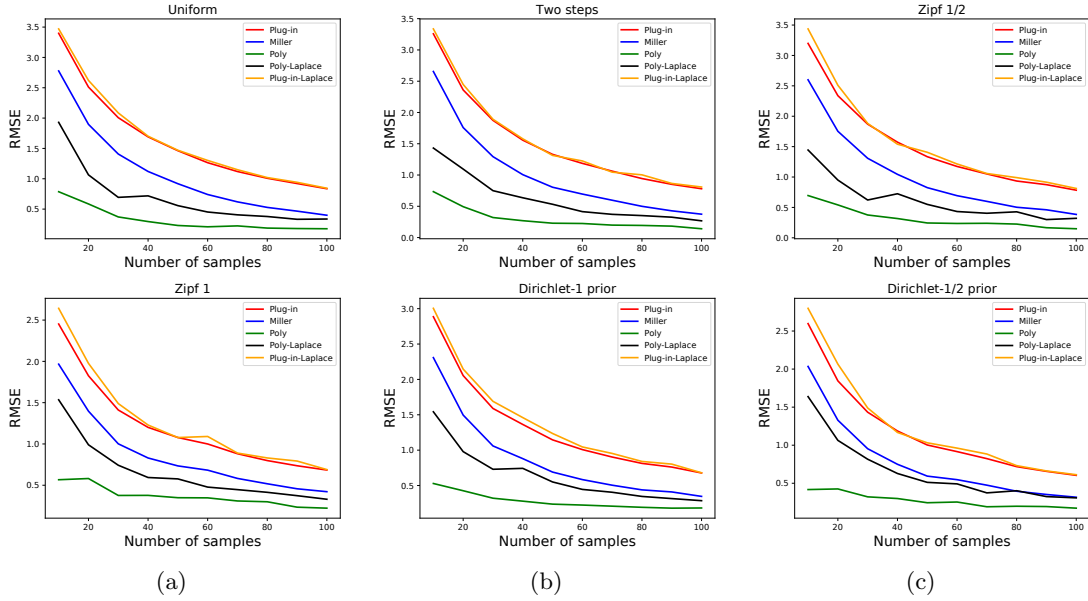 Uniform
RMSE
3.5
3.0
2.5
2.0
1.5
1.0
0.5
20
40
60
80
100
Number of samples
Plug-in
Miller
Poly
Poly-Laplace
Plug-in-Laplace
Two steps
RMSE
3.5
3.0
2.5
2.0
1.5
1.0
0.5
0.0
20
40
60
80
100
Number of samples
Plug-in
Miller
Poly
Poly-Laplace
Plug-in-Laplace
Zipf 1/2
RMSE
3.5
3.0
2.5
2.0
1.5
1.0
0.5
0.0
20
40
60
80
100
Number of samples
Plug-in
Miller
Poly
Poly-Laplace
Plug-in-Laplace
Zipf 1
RMSE
2.5
2.0
1.5
1.0
0.5
20
40
60
80
100
Number of samples
Plug-in
Miller
Poly
Poly-Laplace
Plug-in-Laplace
Dirichlet-1 prior
RMSE
3.0
2.5
2.0
1.5
1.0
0.5
20
40
60
80
100
Number of samples
Plug-in
Miller
Poly
Poly-Laplace
Plug-in-Laplace
Dirichlet-1/2 prior
RMSE
2.5
2.0
1.5
1.0
0.5
20
40
60
80
100
Number of samples
Plug-in
Miller
Poly
Poly-Laplace
Plug-in-Laplace
(a)
(b)
(c)